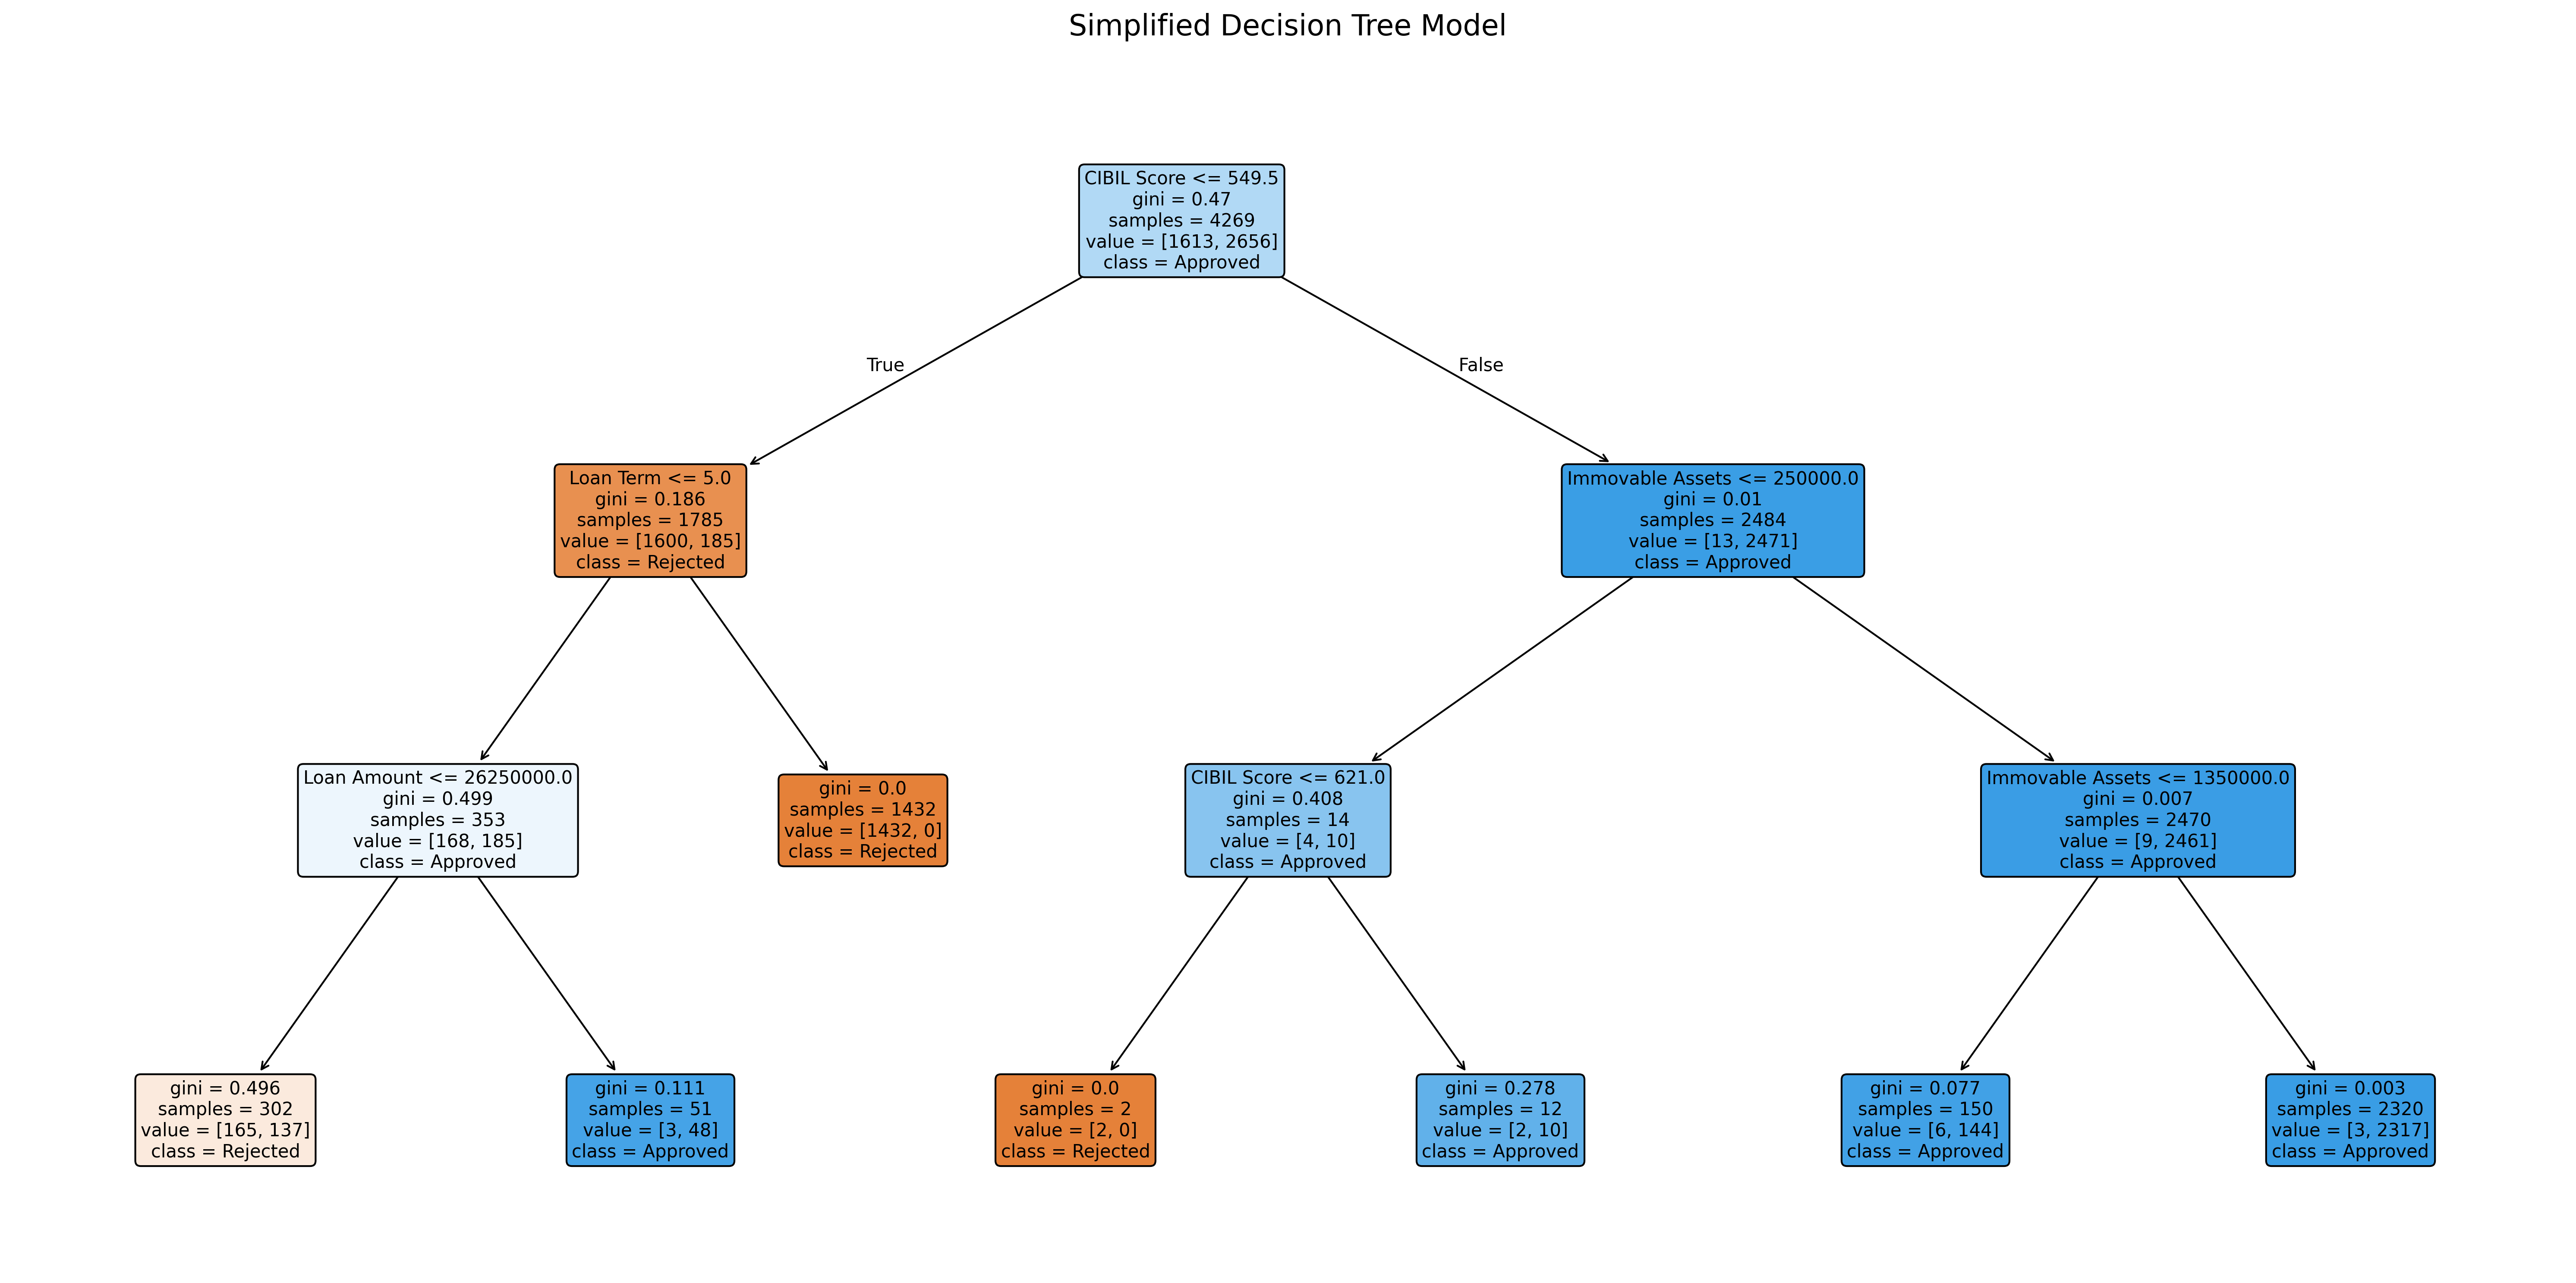 Simplified Decision Tree Model
CIBIL Score <= 549.5
gini = 0.47
samples = 4269
value = [1613, 2656]
class = Approved
True
False
Loan Term <= 5.0
gini = 0.186
samples = 1785
value = [1600, 185]
class = Rejected
Immovable Assets <= 250000.0
gini = 0.01
samples = 2484
value = [13, 2471]
class = Approved
Loan Amount <= 26250000.0
gini = 0.499
samples = 353
value = [168, 185]
class = Approved
gini = 0.0
samples = 1432
value = [1432, 0]
class = Rejected
CIBIL Score <= 621.0
gini = 0.408
samples = 14
value = [4, 10]
class = Approved
Immovable Assets <= 1350000.0
gini = 0.007
samples = 2470
value = [9, 2461]
class = Approved
gini = 0.496
samples = 302
value = [165, 137]
class = Rejected
gini = 0.111
samples = 51
value = [3, 48]
class = Approved
gini = 0.0
samples = 2
value = [2, 0]
class = Rejected
gini = 0.278
samples = 12
value = [2, 10]
class = Approved
gini = 0.077
samples = 150
value = [6, 144]
class = Approved
gini = 0.003
samples = 2320
value = [3, 2317]
class = Approved